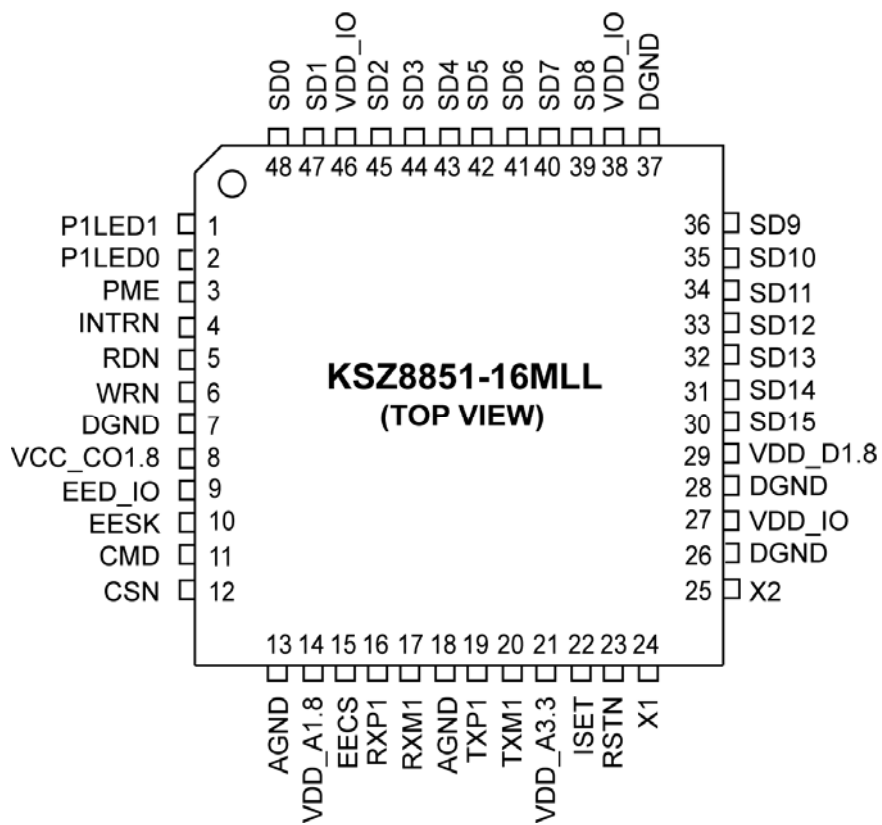 SD0
SD1
VDD_IO
SD2
SD3
SD4
SD5
SD6
SD7
SD8
VDD_IO
DGND
48 47 46 45 44 43 42 41 40 39 38 37
P1LED1 1
P1LED0 2
PME 3
INTRN 4
RDN 5
WRN 6
DGND 7
VCC_CO1.8 8
EED_IO 9
EESK 10
CMD 11
CSN 12
KSZ8851-16MLL
(TOP VIEW)
36 SD9
35 SD10
34 SD11
33 SD12
32 SD13
31 SD14
30 SD15
29 VDD_D1.8
28 DGND
27 VDD_IO
26 DGND
25 X2
13 14 15 16 17 18 19 20 21 22 23 24
AGND
VDD_A1.8
EECS
RXP1
RXM1
AGND
TXP1
TXM1
VDD_A3.3
ISET
RSTN
X1